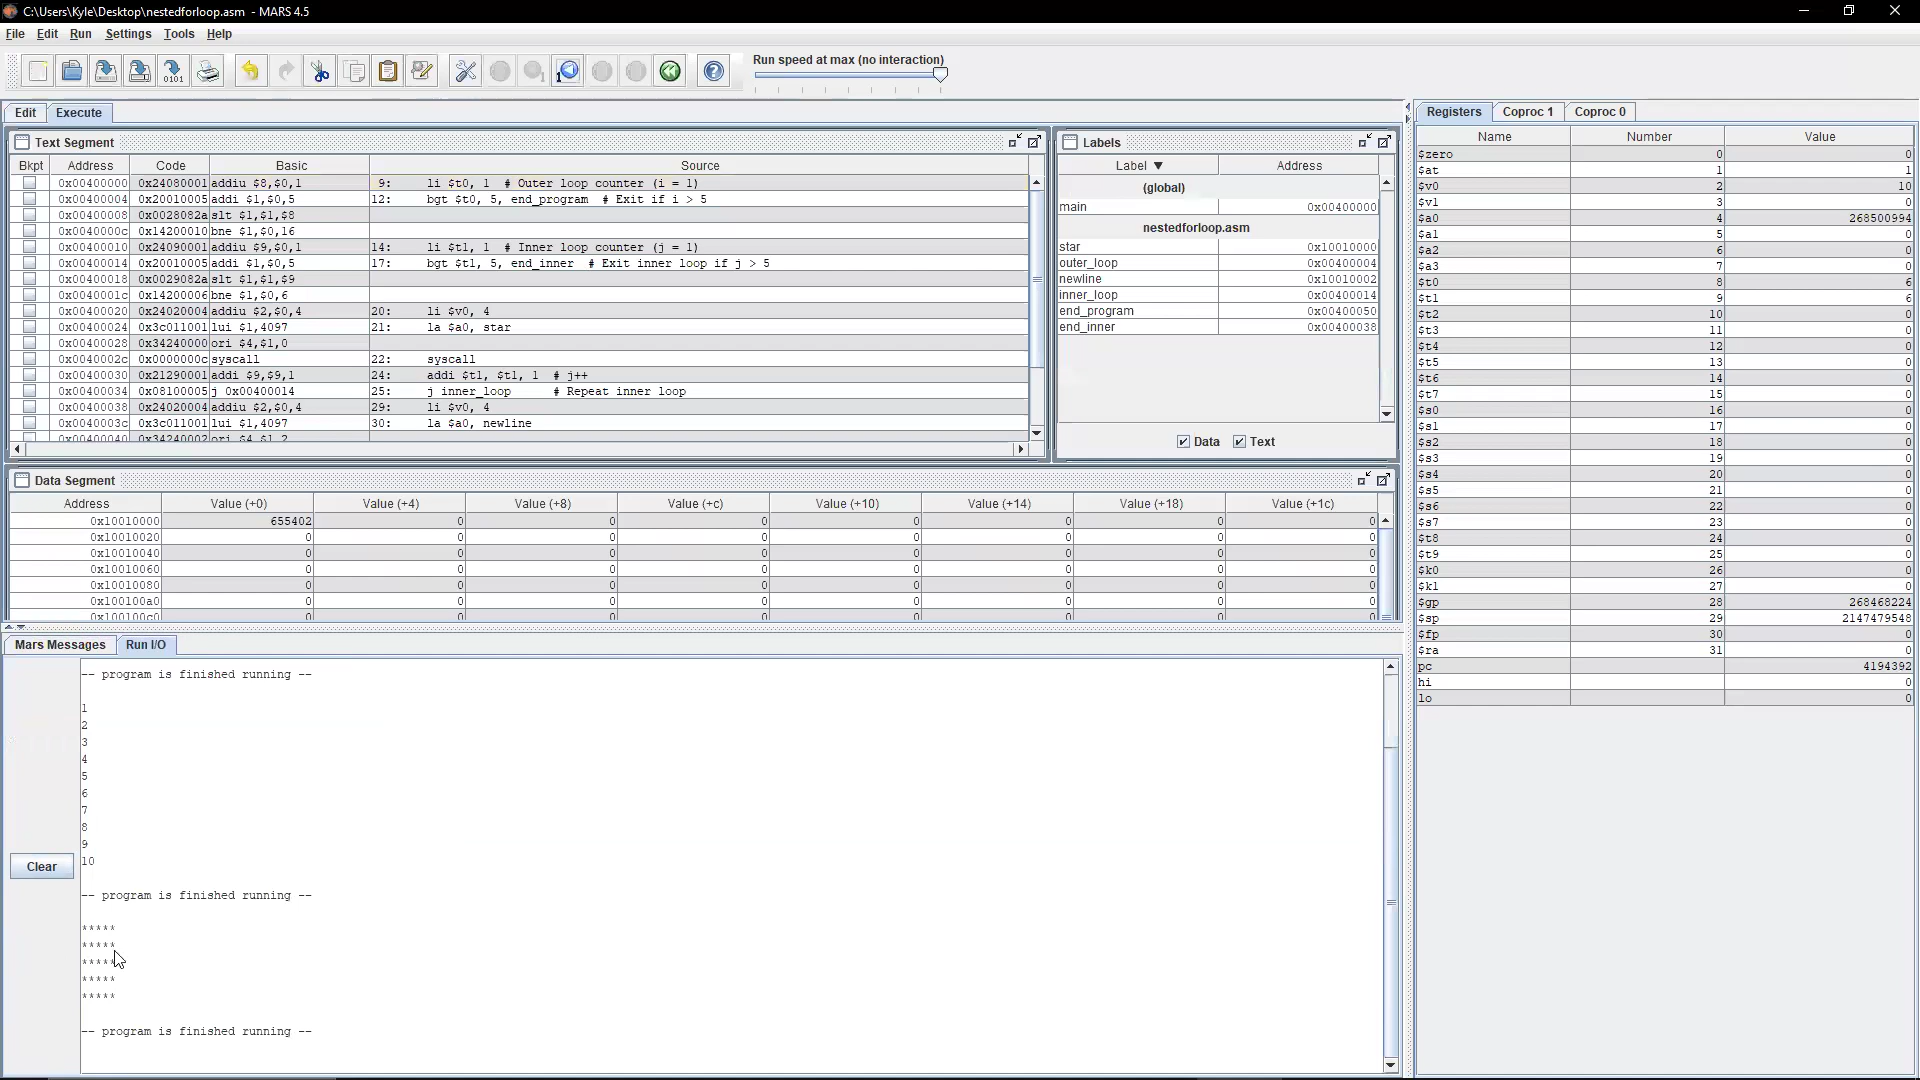 C:\Users\Kyle\Desktop\nestedforloop.asm - MARS 4.5
File Edit Run Settings Tools Help
Run speed at max (no interaction)
Edit Execute
Text Segment
Bkpt Address Code Basic Source
0x00400000 0x24080001 addiu $8,$0,1 9: li $t0, 1 # Outer loop counter (i = 1)
0x00400004 0x20010005 addi $1,$0,5 12: bgt $t0, 5, end_program # Exit if i > 5
0x00400008 0x0028082a slt $1,$1,$8
0x0040000c 0x14200010 bne $1,$0,16
0x00400010 0x24090001 addiu $9,$0,1 14: li $t1, 1 # Inner loop counter (j = 1)
0x00400014 0x20010005 addi $1,$0,5 17: bgt $t1, 5, end_inner # Exit inner loop if j > 5
0x00400018 0x0029082a slt $1,$1,$9
0x0040001c 0x14200006 bne $1,$0,6
0x00400020 0x24020004 addiu $2,$0,4 20: li $v0, 4
0x00400024 0x3c011001 lui $1,4097 21: la $a0, star
0x00400028 0x34240000 ori $4,$1,0
0x0040002c 0x0000000c syscall 22: syscall
0x00400030 0x21290001 addi $9,$9,1 24: addi $t1, $t1, 1 # j++
0x00400034 0x08100005 j 0x00400014 25: j inner_loop # Repeat inner loop
0x00400038 0x24020004 addiu $2,$0,4 29: li $v0, 4
0x0040003c 0x3c011001 lui $1,4097 30: la $a0, newline
0x00400040 0x34240002 ori $4,$1,2
Labels
Label ▼ Address
(global)
main 0x00400000
nestedforloop.asm
star 0x10010000
outer_loop 0x00400004
newline 0x10010002
inner_loop 0x00400014
end_program 0x00400050
end_inner 0x00400038
Data Text
Data Segment
Address Value (+0) Value (+4) Value (+8) Value (+c) Value (+10) Value (+14) Value (+18) Value (+1c)
0x10010000 655402 0 0 0 0 0 0 0
0x10010020 0 0 0 0 0 0 0 0
0x10010040 0 0 0 0 0 0 0 0
0x10010060 0 0 0 0 0 0 0 0
0x10010080 0 0 0 0 0 0 0 0
0x100100a0 0 0 0 0 0 0 0 0
0x100100c0 0 0 0 0 0 0 0 0
Mars Messages Run I/O
-- program is finished running --
1
2
3
4
5
6
7
8
9
10
Clear
-- program is finished running --
*****
*****
*****
*****
*****
-- program is finished running --
Registers Coproc 1 Coproc 0
Name Number Value
$zero 0 0
$at 1 1
$v0 2 10
$v1 3 0
$a0 4 268500994
$a1 5 0
$a2 6 0
$a3 7 0
$t0 8 6
$t1 9 6
$t2 10 0
$t3 11 0
$t4 12 0
$t5 13 0
$t6 14 0
$t7 15 0
$s0 16 0
$s1 17 0
$s2 18 0
$s3 19 0
$s4 20 0
$s5 21 0
$s6 22 0
$s7 23 0
$t8 24 0
$t9 25 0
$k0 26 0
$k1 27 0
$gp 28 268468224
$sp 29 2147479548
$fp 30 0
$ra 31 0
pc 4194392
hi 0
lo 0